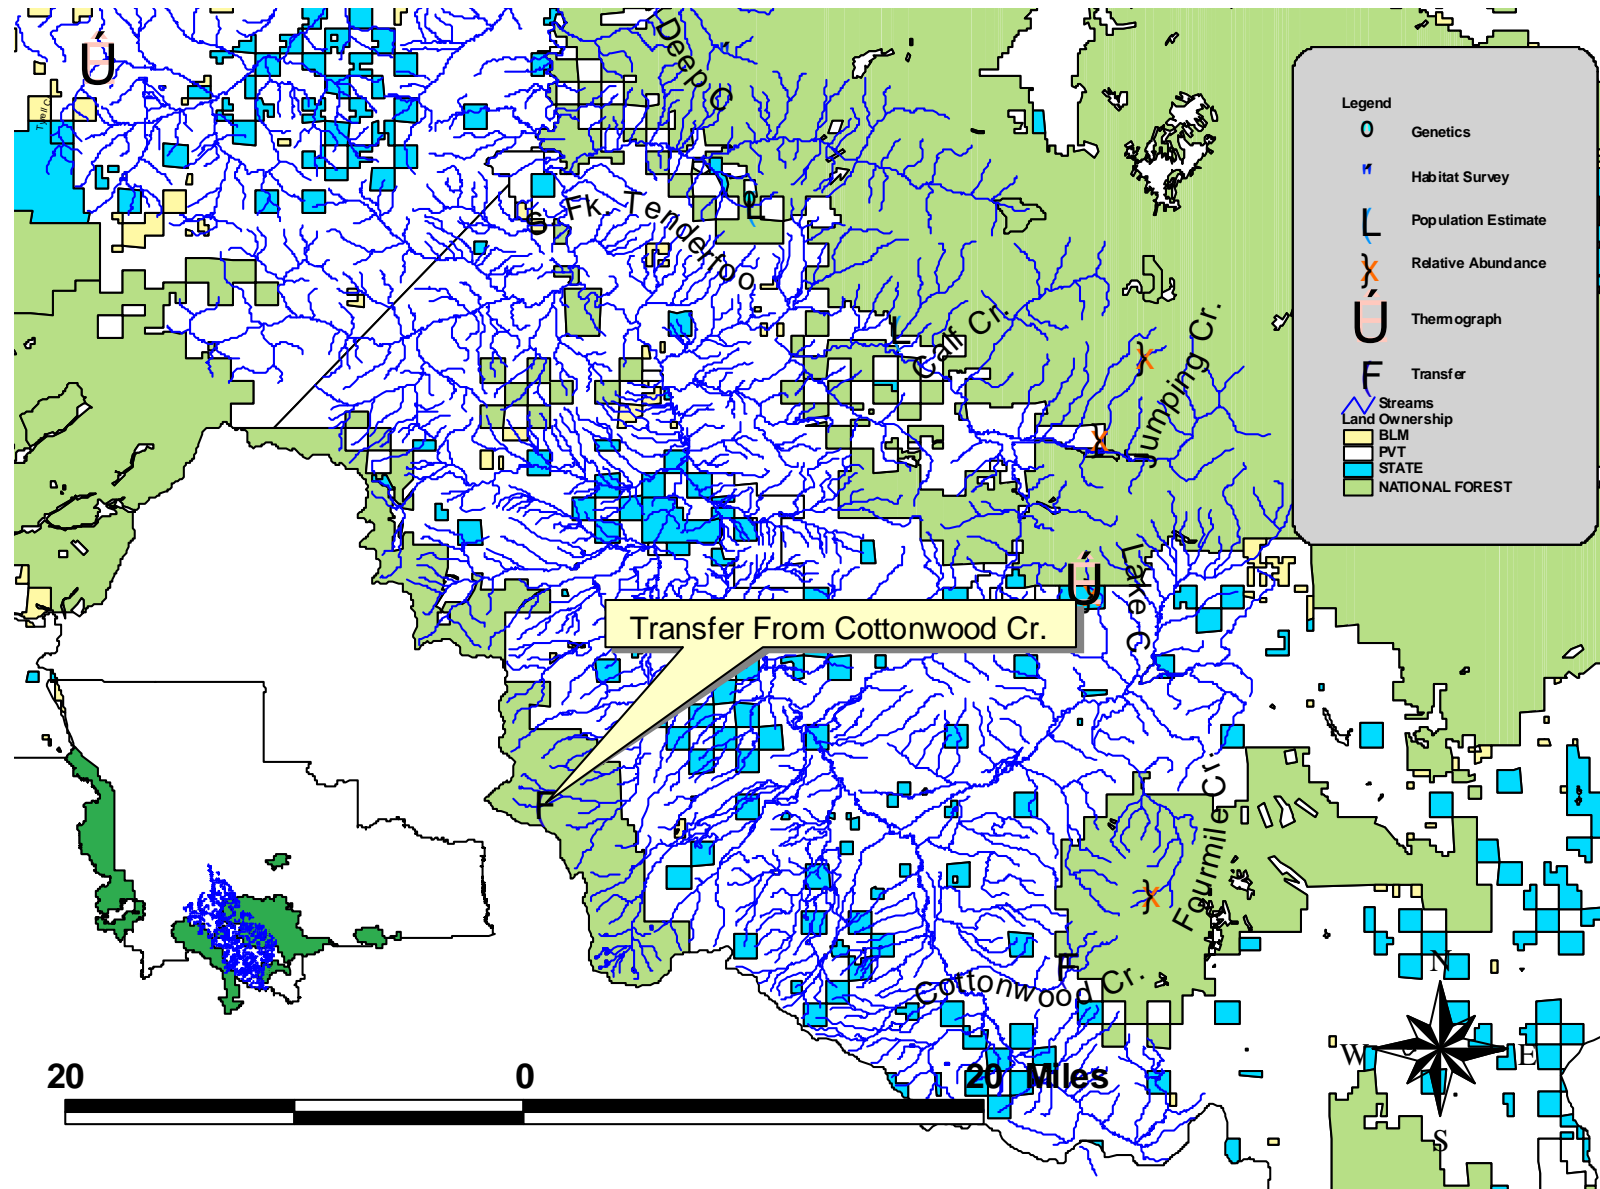 Deep C
S. Fk. Tenderfoo
Calf Cr.
Jumping Cr.
Lake C
Transfer From Cottonwood Cr.
Fourmile Cr.
Cottonwood Cr.
Legend
Genetics
Habitat Survey
Population Estimate
Relative Abundance
Thermograph
Transfer
Streams
Land Ownership
BLM
PVT
STATE
NATIONAL FOREST
20 0 20 Miles
N
W E
S